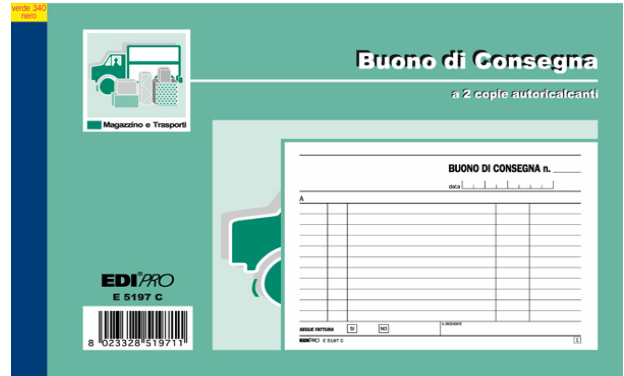 verde 340
nero
Buono di Consegna
a 2 copie autoricalcanti
Magazzino e Trasporti
BUONO DI CONSEGNA n.
data
A
EDIPRO
E 5197 C
8 023328 519711
SEGUE FATTURA SI NO
IL RICEVENTE
EDIPRO E 5197 C
1